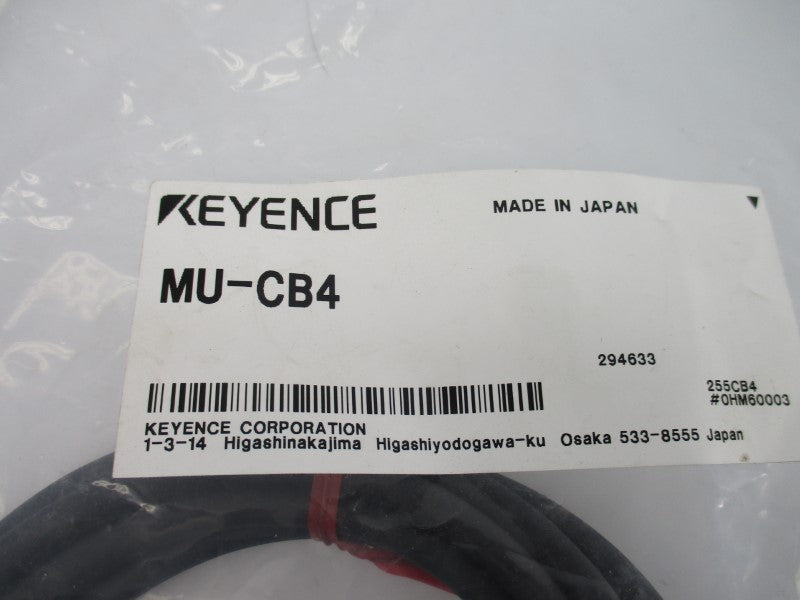 KEYENCE
MADE IN JAPAN
MU-CB4
294633
255CB4
#0HM60003
KEYENCE CORPORATION
1-3-14 Higashinakajima Higashiyodogawa-ku Osaka 533-8555 Japan